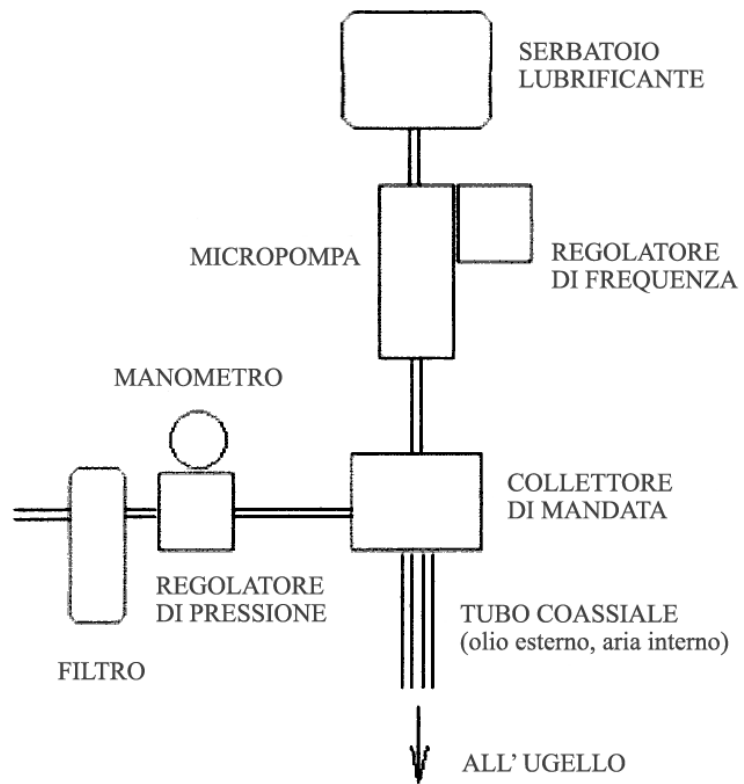 SERBATOIO
LUBRIFICANTE
MICROPOMPA
REGOLATORE
DI FREQUENZA
MANOMETRO
COLLETTORE
DI MANDATA
REGOLATORE
DI PRESSIONE
TUBO COASSIALE
(olio esterno, aria interno)
FILTRO
ALL' UGELLO